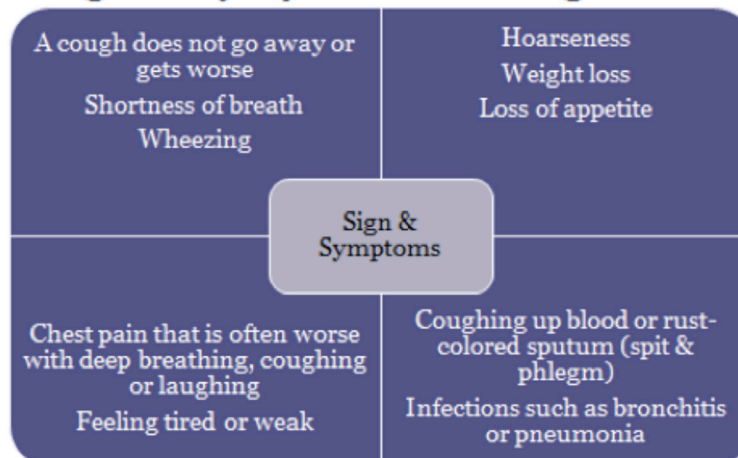 A cough does not go away or
gets worse
Shortness of breath
Wheezing
Hoarseness
Weight loss
Loss of appetite
Sign &
Symptoms
Chest pain that is often worse
with deep breathing, coughing
or laughing
Feeling tired or weak
Coughing up blood or rust-
colored sputum (spit &
phlegm)
Infections such as bronchitis
or pneumonia